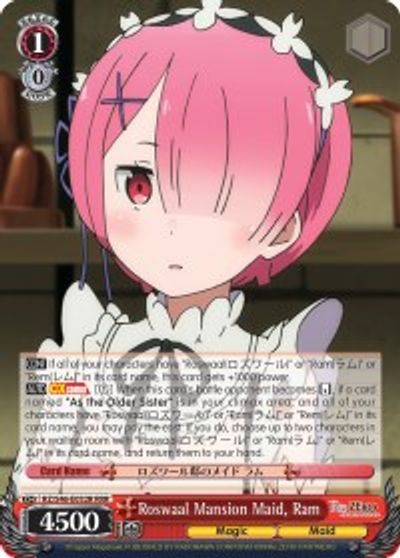 1
0
CONT If all of your characters have "Roswaal/ロズワール" or "Ram/ラム" or
"Rem/レム" in its card name, this card gets +1000 power.
AUTO [(1)] When this card's battle opponent becomes, if a card
named "As the Older Sister" is in your climax area, and all of your
characters have "Roswaal/ロズワール" or "Ram/ラム" or "Rem/レム" in its card
name, you may pay the cost. If you do, choose up to two characters in
your waiting room with "Roswaal/ロズワール" or "Ram/ラム" or "Rem/レ
ム" in its card name, and return them to your hand.
Card Name ロズワール邸のメイド ラム
4500
Roswaal Mansion Maid, Ram
Magic
Maid